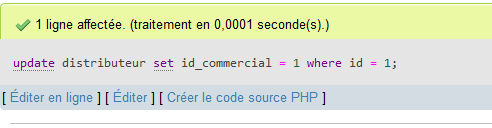 1 ligne affectée. (traitement en 0,0001 seconde(s).)
update distributeur set id_commercial = 1 where id = 1;
[ Éditer en ligne ] [ Éditer ] [ Créer le code source PHP ]